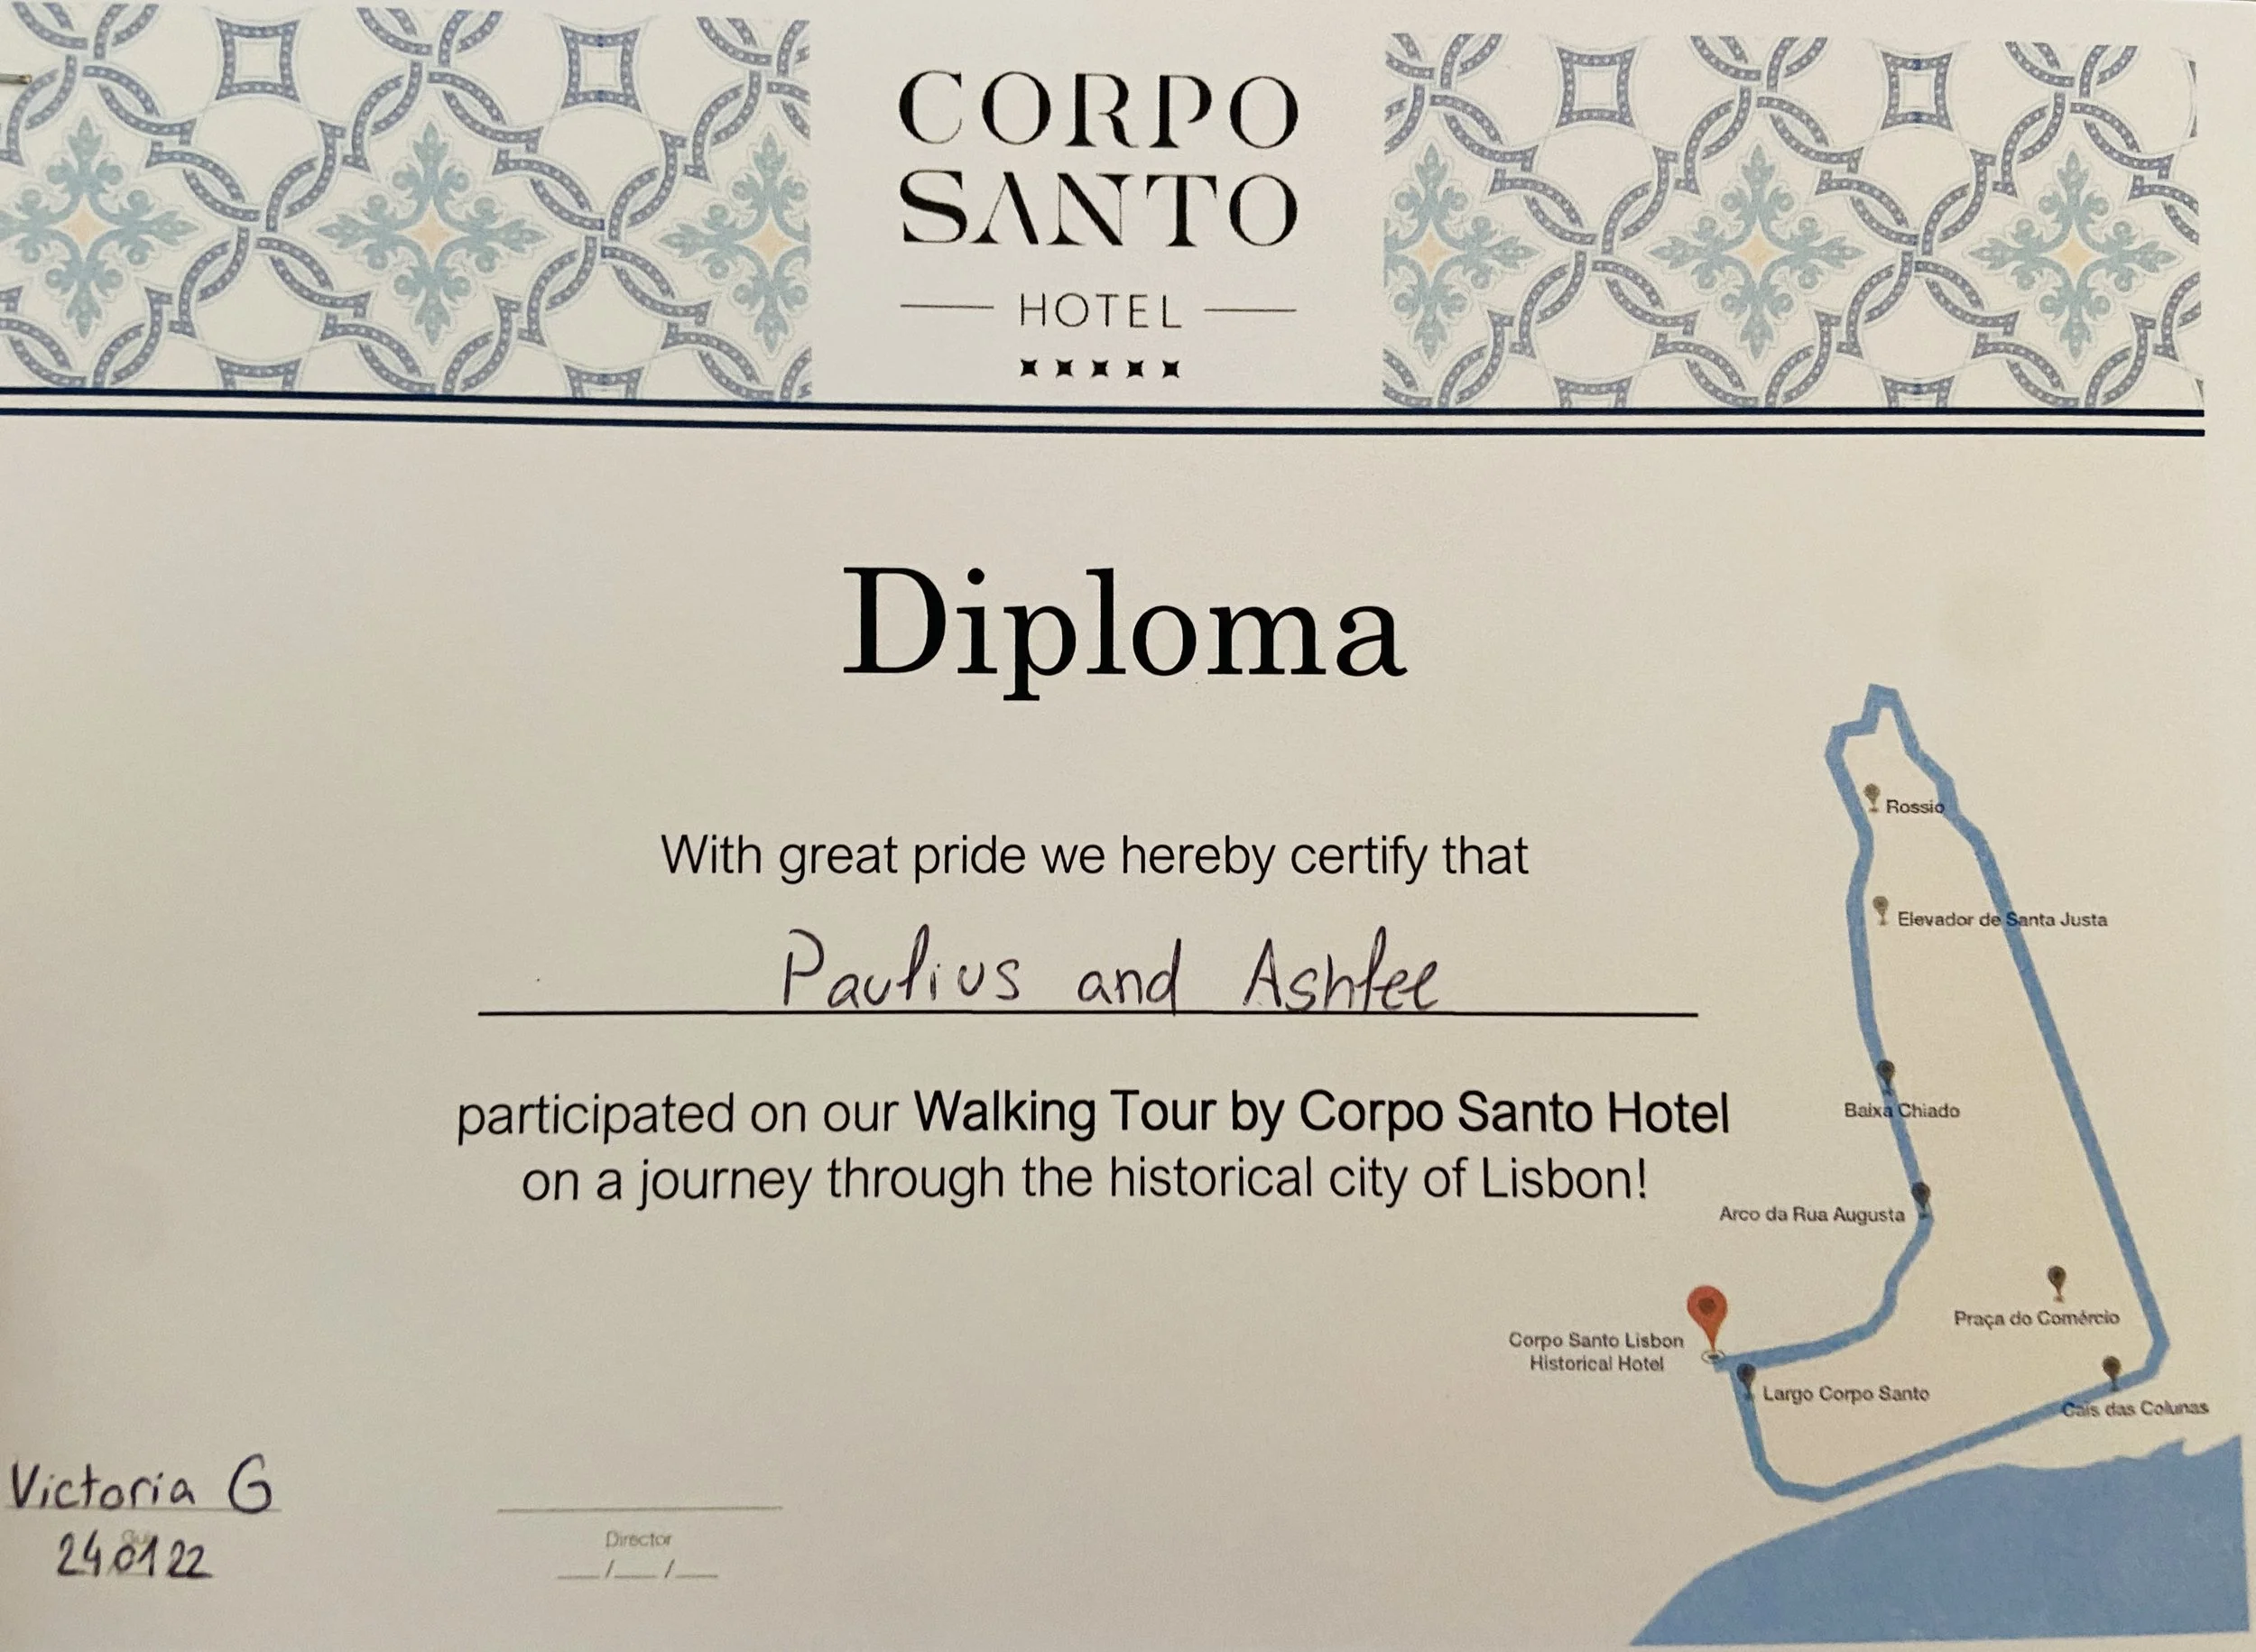 CORPO
SANTO
HOTEL
Diploma
With great pride we hereby certify that
Paulius and Ashlee
participated on our Walking Tour by Corpo Santo Hotel
on a journey through the historical city of Lisbon!
Rossio
Elevador de Santa Justa
Baixa Chiado
Arco da Rua Augusta
Praça do Comércio
Corpo Santo Lisbon
Historical Hotel
Largo Corpo Santo
Cais das Colunas
Victoria G
24 01 22
Director
__/__/__